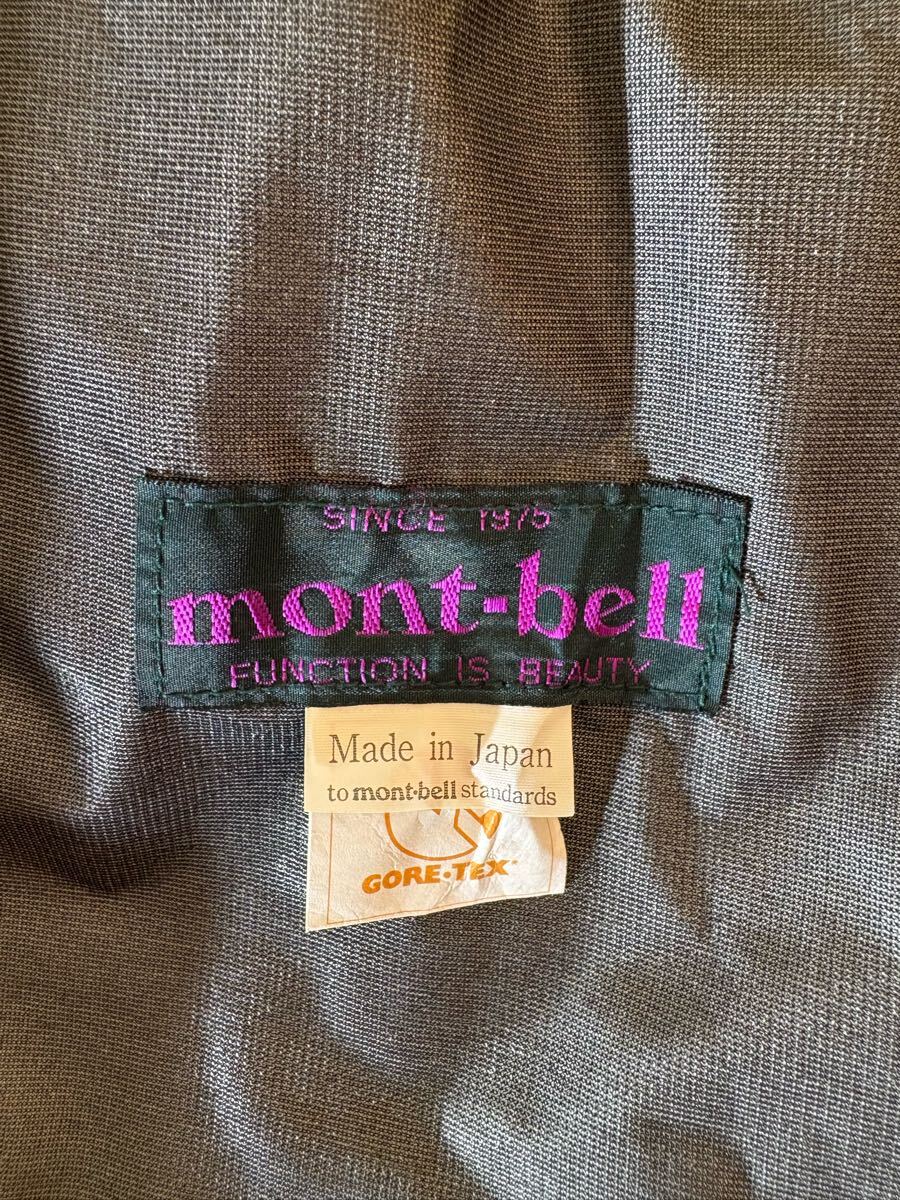 SINCE 1975
mont-bell
FUNCTION IS BEAUTY
Made in Japan
to mont·bell standards
GORE-TEX